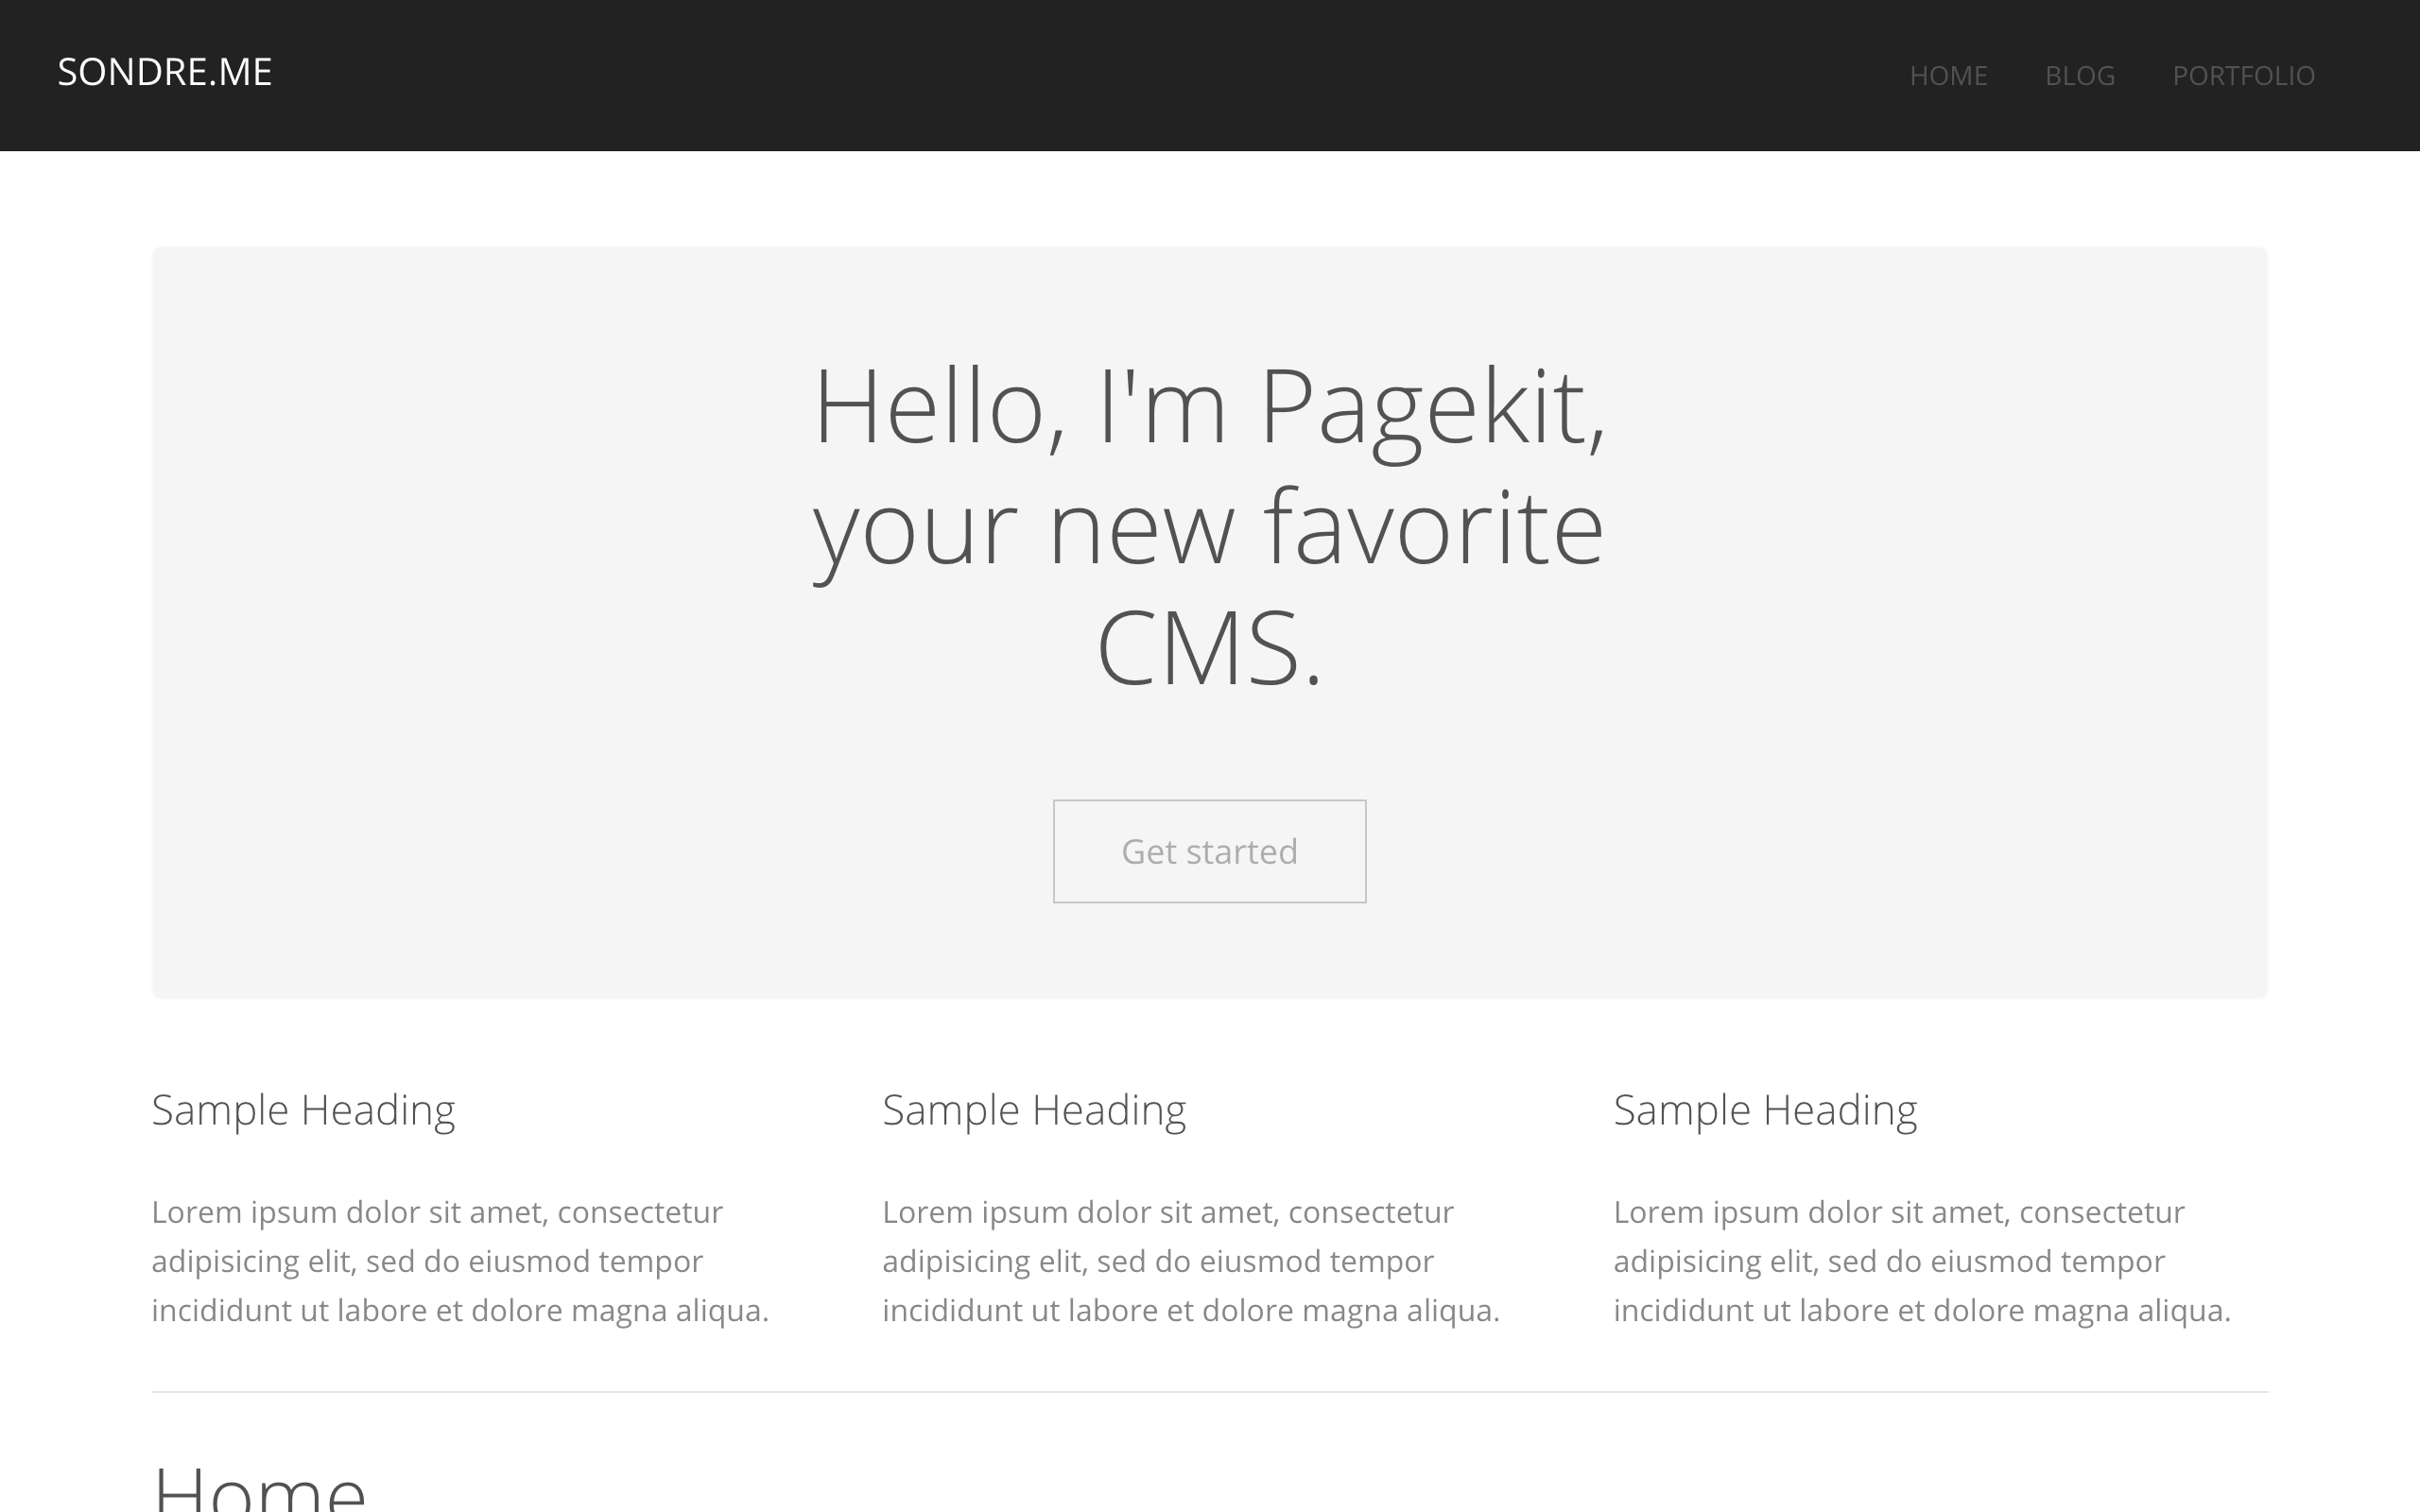 SONDRE.ME
HOME BLOG PORTFOLIO
Hello, I'm Pagekit,
your new favorite
CMS.
Get started
Sample Heading
Lorem ipsum dolor sit amet, consectetur
adipisicing elit, sed do eiusmod tempor
incididunt ut labore et dolore magna aliqua.
Sample Heading
Lorem ipsum dolor sit amet, consectetur
adipisicing elit, sed do eiusmod tempor
incididunt ut labore et dolore magna aliqua.
Sample Heading
Lorem ipsum dolor sit amet, consectetur
adipisicing elit, sed do eiusmod tempor
incididunt ut labore et dolore magna aliqua.
Home